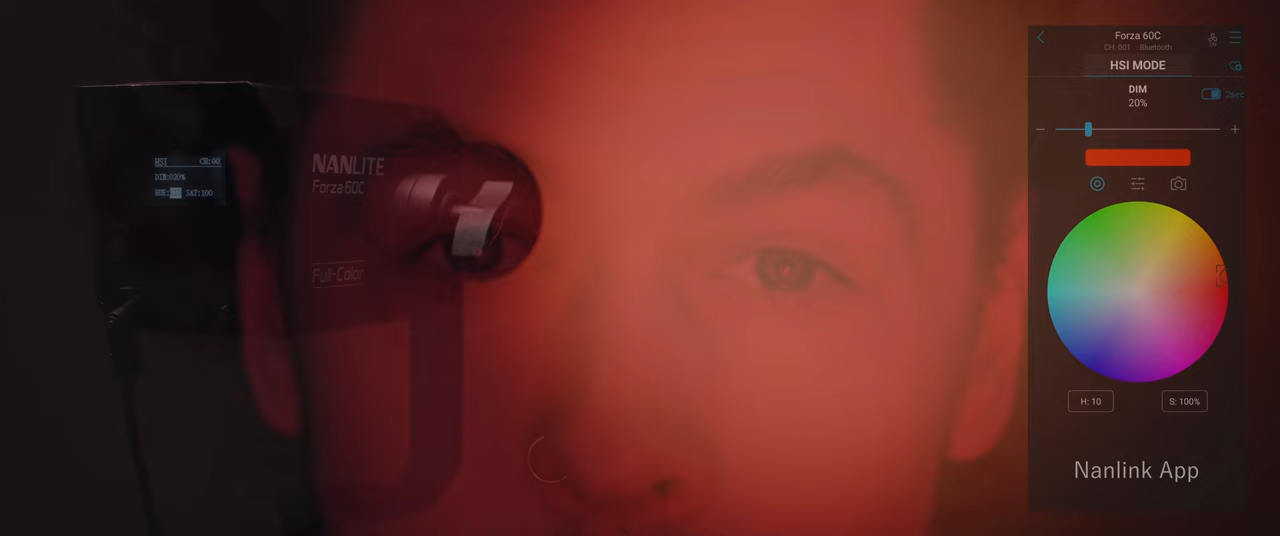 HSI CH:00
DIM:020%
HUE: SAT:100
NANLITE
Forza 60C
Full-Color
Forza 60C
CH: 001 Bluetooth
HSI MODE
DIM
20%
2sec
H: 10
S: 100%
Nanlink App